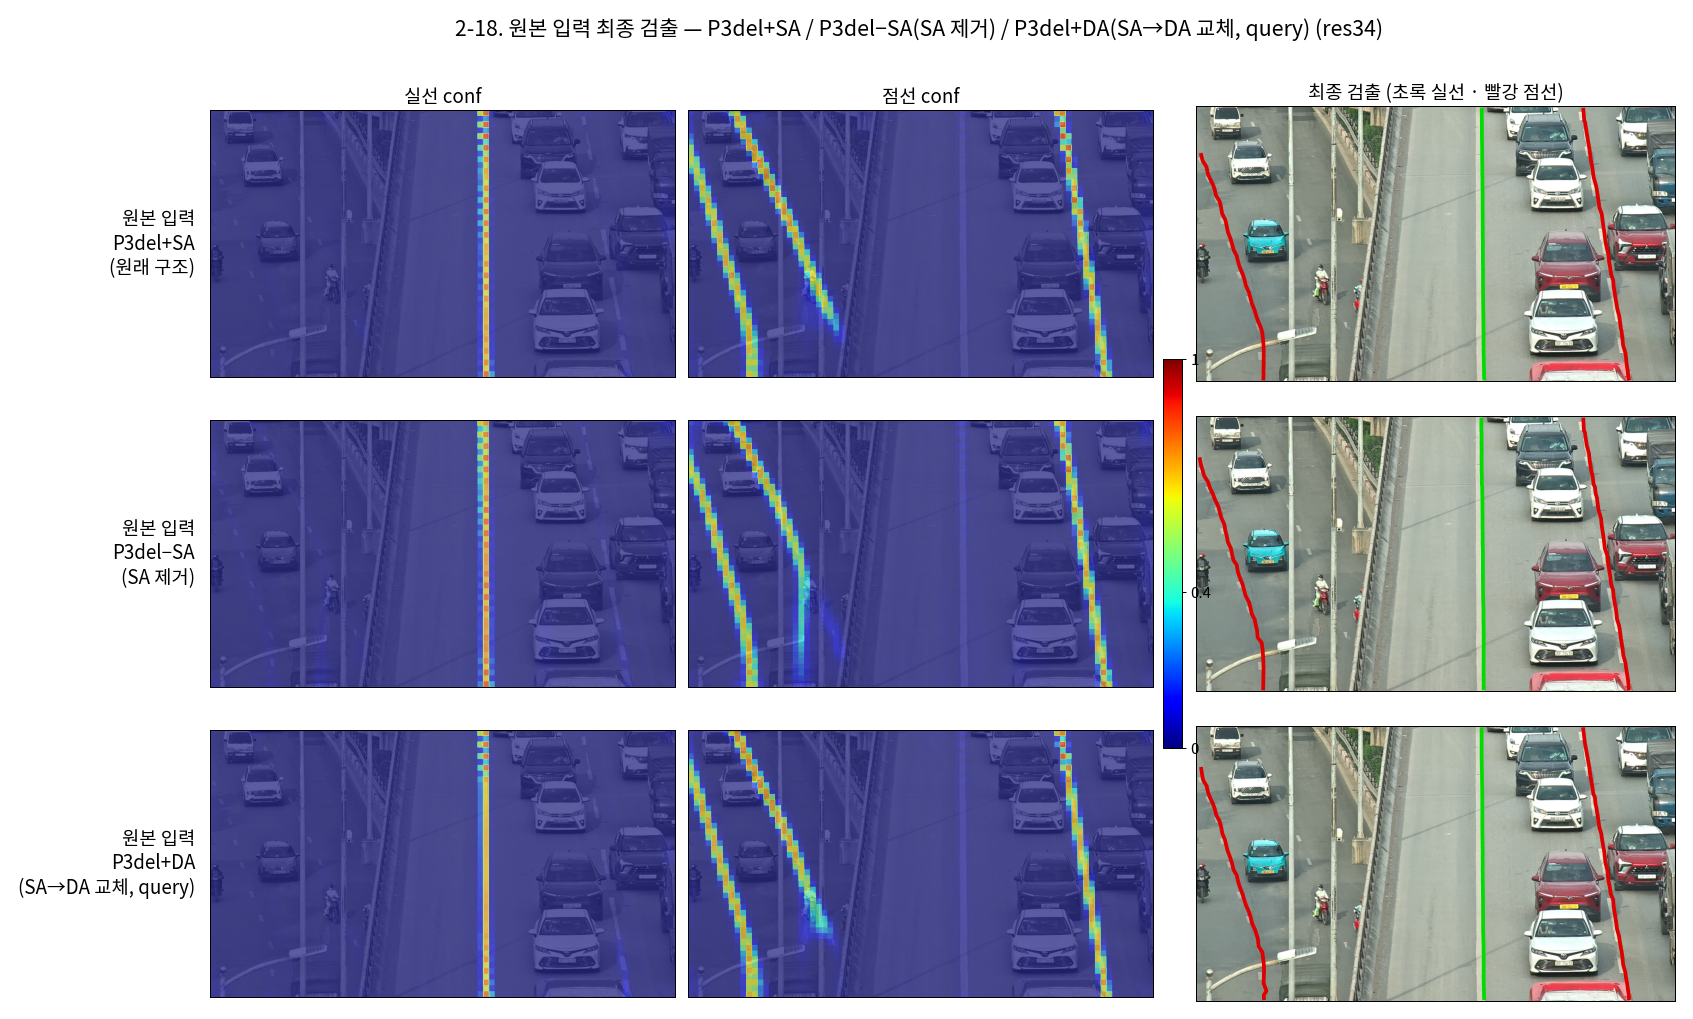 2-18. 원본 입력 최종 검출 — P3del+SA / P3del−SA(SA 제거) / P3del+DA(SA→DA 교체, query) (res34)
실선 conf
점선 conf
최종 검출 (초록 실선 · 빨강 점선)
원본 입력
P3del+SA
(원래 구조)
원본 입력
P3del−SA
(SA 제거)
원본 입력
P3del+DA
(SA→DA 교체, query)
1
0.4
0